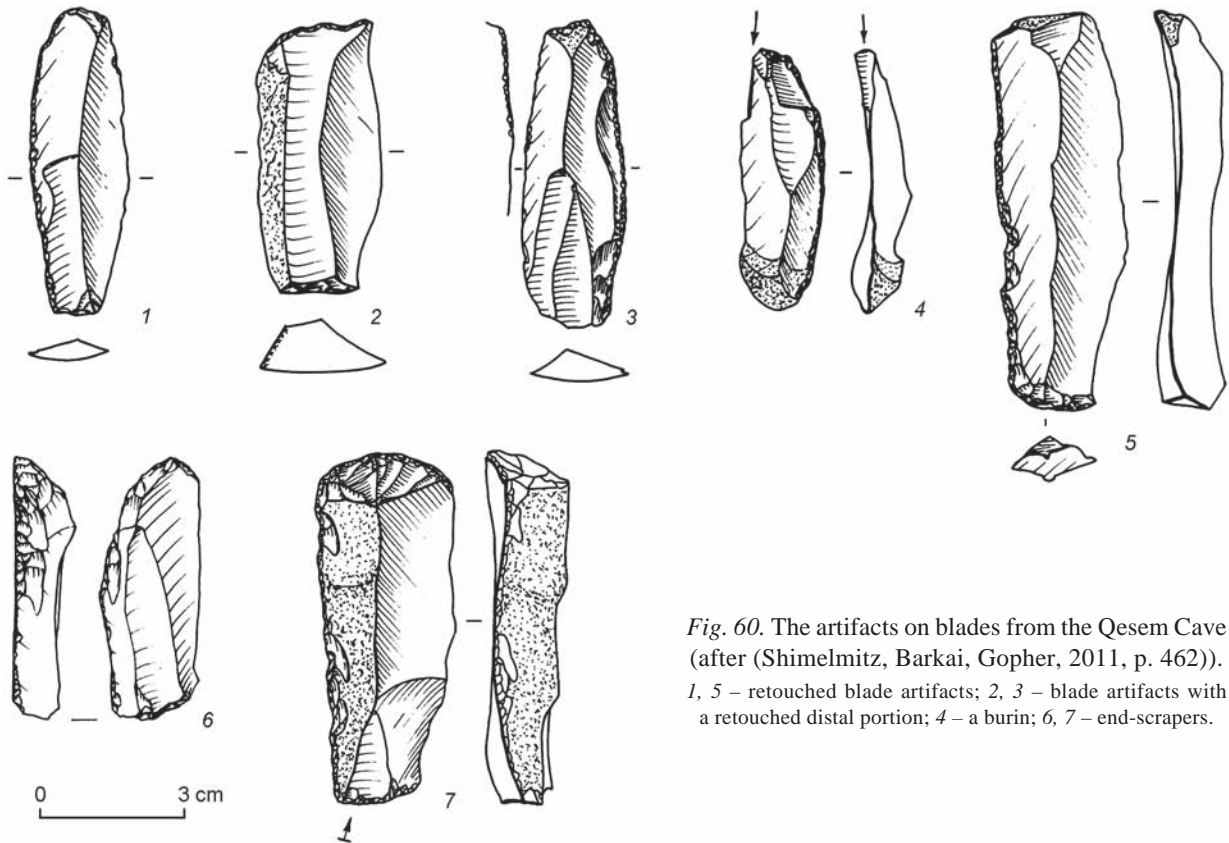 1
2
3
4
5
6
7
0 3 cm
Fig. 60. The artifacts on blades from the Qesem Cave
(after (Shimelmitz, Barkai, Gopher, 2011, p. 462)).
1, 5 – retouched blade artifacts; 2, 3 – blade artifacts with
a retouched distal portion; 4 – a burin; 6, 7 – end-scrapers.